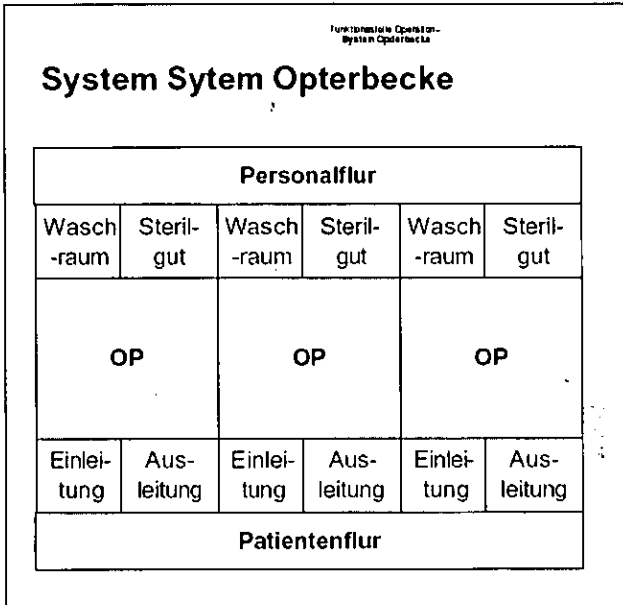 System Sytem Opterbecke
Personalflur
Wasch Steril- Wasch Steril- Wasch Steril-
-raum gut -raum gut -raum gut
OP OP OP
Einlei- Aus- Einlei- Aus- Einlei- Aus-
tung leitung tung leitung tung leitung
Patientenflur